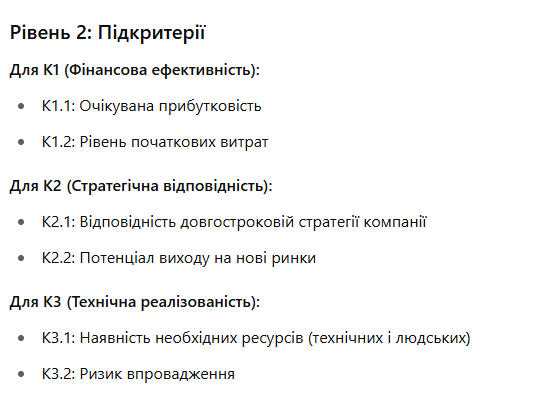 Рівень 2: Підкритерії
Для К1 (Фінансова ефективність):
К1.1: Очікувана прибутковість
К1.2: Рівень початкових витрат
Для К2 (Стратегічна відповідність):
К2.1: Відповідність довгостроковій стратегії компанії
К2.2: Потенціал виходу на нові ринки
Для К3 (Технічна реалізованість):
К3.1: Наявність необхідних ресурсів (технічних і людських)
К3.2: Ризик впровадження